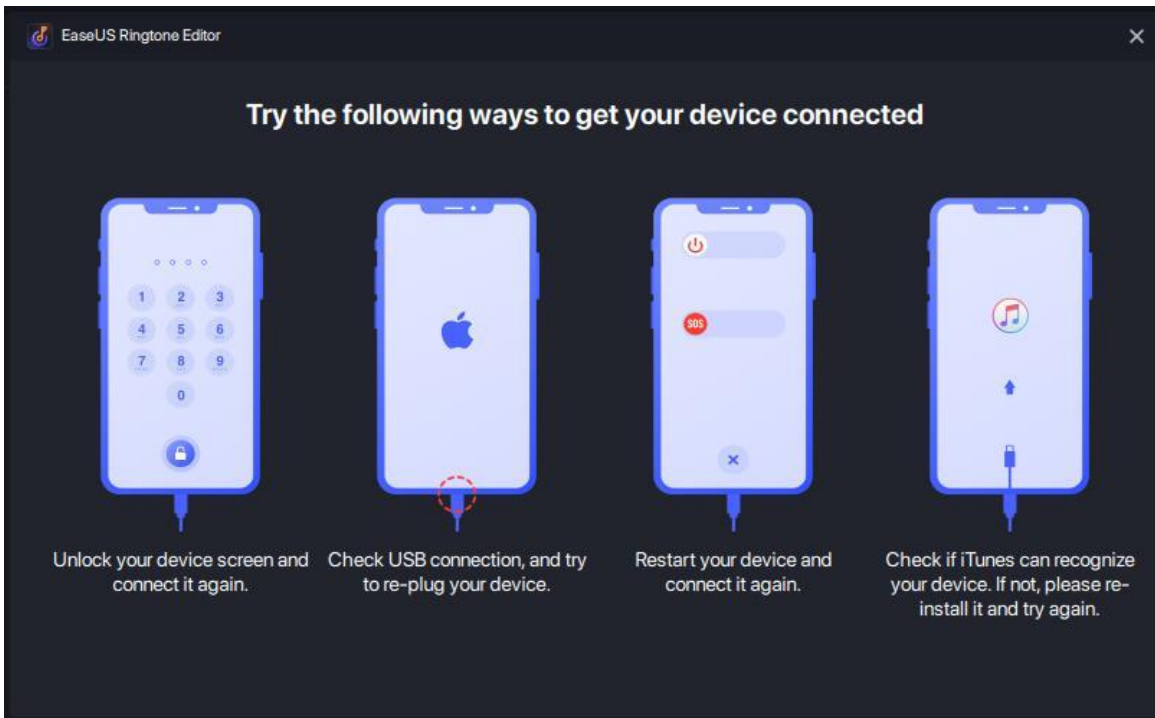 EaseUS Ringtone Editor
Try the following ways to get your device connected
1 2 3
4 5 6
7 8 9
0
SOS
Unlock your device screen and
connect it again.
Check USB connection, and try
to re-plug your device.
Restart your device and
connect it again.
Check if iTunes can recognize
your device. If not, please re-
install it and try again.